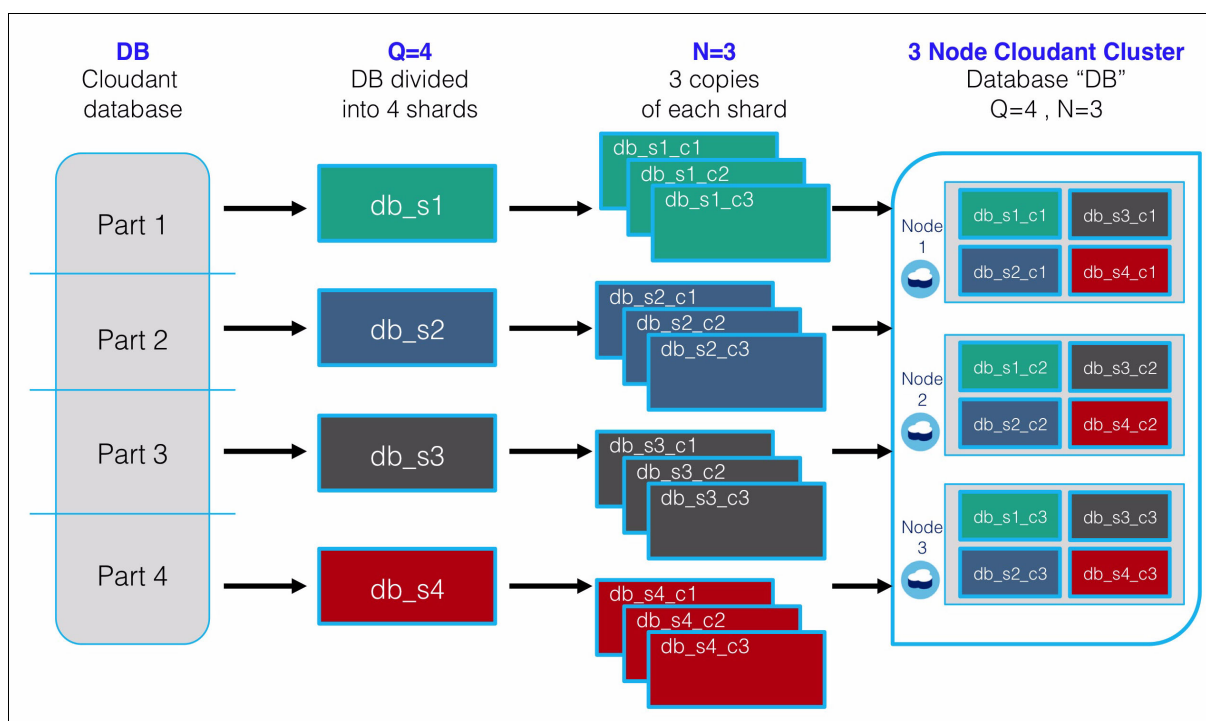 DB
Cloudant
database
Q=4
DB divided
into 4 shards
N=3
3 copies
of each shard
3 Node Cloudant Cluster
Database “DB”
Q=4 , N=3
Part 1
Part 2
Part 3
Part 4
db_s1
db_s2
db_s3
db_s4
db_s1_c1
db_s1_c2
db_s1_c3
db_s2_c1
db_s2_c2
db_s2_c3
db_s3_c1
db_s3_c2
db_s3_c3
db_s4_c1
db_s4_c2
db_s4_c3
Node
1
db_s1_c1
db_s3_c1
db_s2_c1
db_s4_c1
Node
2
db_s1_c2
db_s3_c2
db_s2_c2
db_s4_c2
Node
3
db_s1_c3
db_s3_c3
db_s2_c3
db_s4_c3